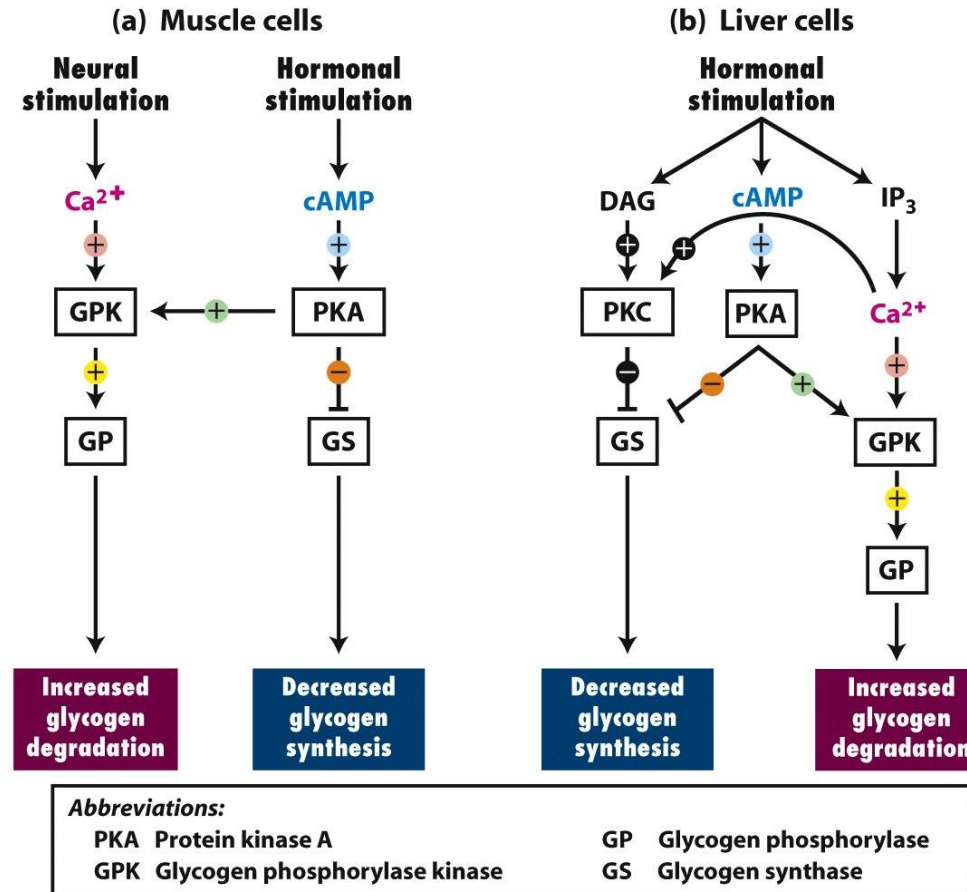 (a) Muscle cells
Neural
stimulation
Hormonal
stimulation
Ca²⁺
cAMP
+
+
GPK
+
PKA
+
−
GP
GS
Increased
glycogen
degradation
Decreased
glycogen
synthesis
(b) Liver cells
Hormonal
stimulation
DAG
cAMP
IP₃
+
+
+
PKC
PKA
Ca²⁺
−
−
+
+
GS
GPK
+
GP
Decreased
glycogen
synthesis
Increased
glycogen
degradation
Abbreviations:
PKA Protein kinase A
GP Glycogen phosphorylase
GPK Glycogen phosphorylase kinase
GS Glycogen synthase